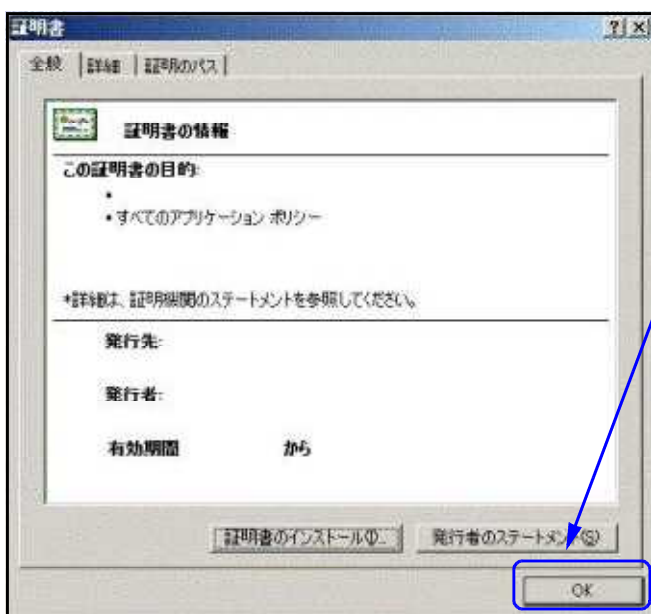 証明書
全般 詳細 証明のパス
証明書の情報
この証明書の目的:
•
• すべてのアプリケーション ポリシー
*詳細は、証明機関のステートメントを参照してください。
発行先:
発行者:
有効期間 から
証明書のインストール(I)... 発行者のステートメント(S)
OK